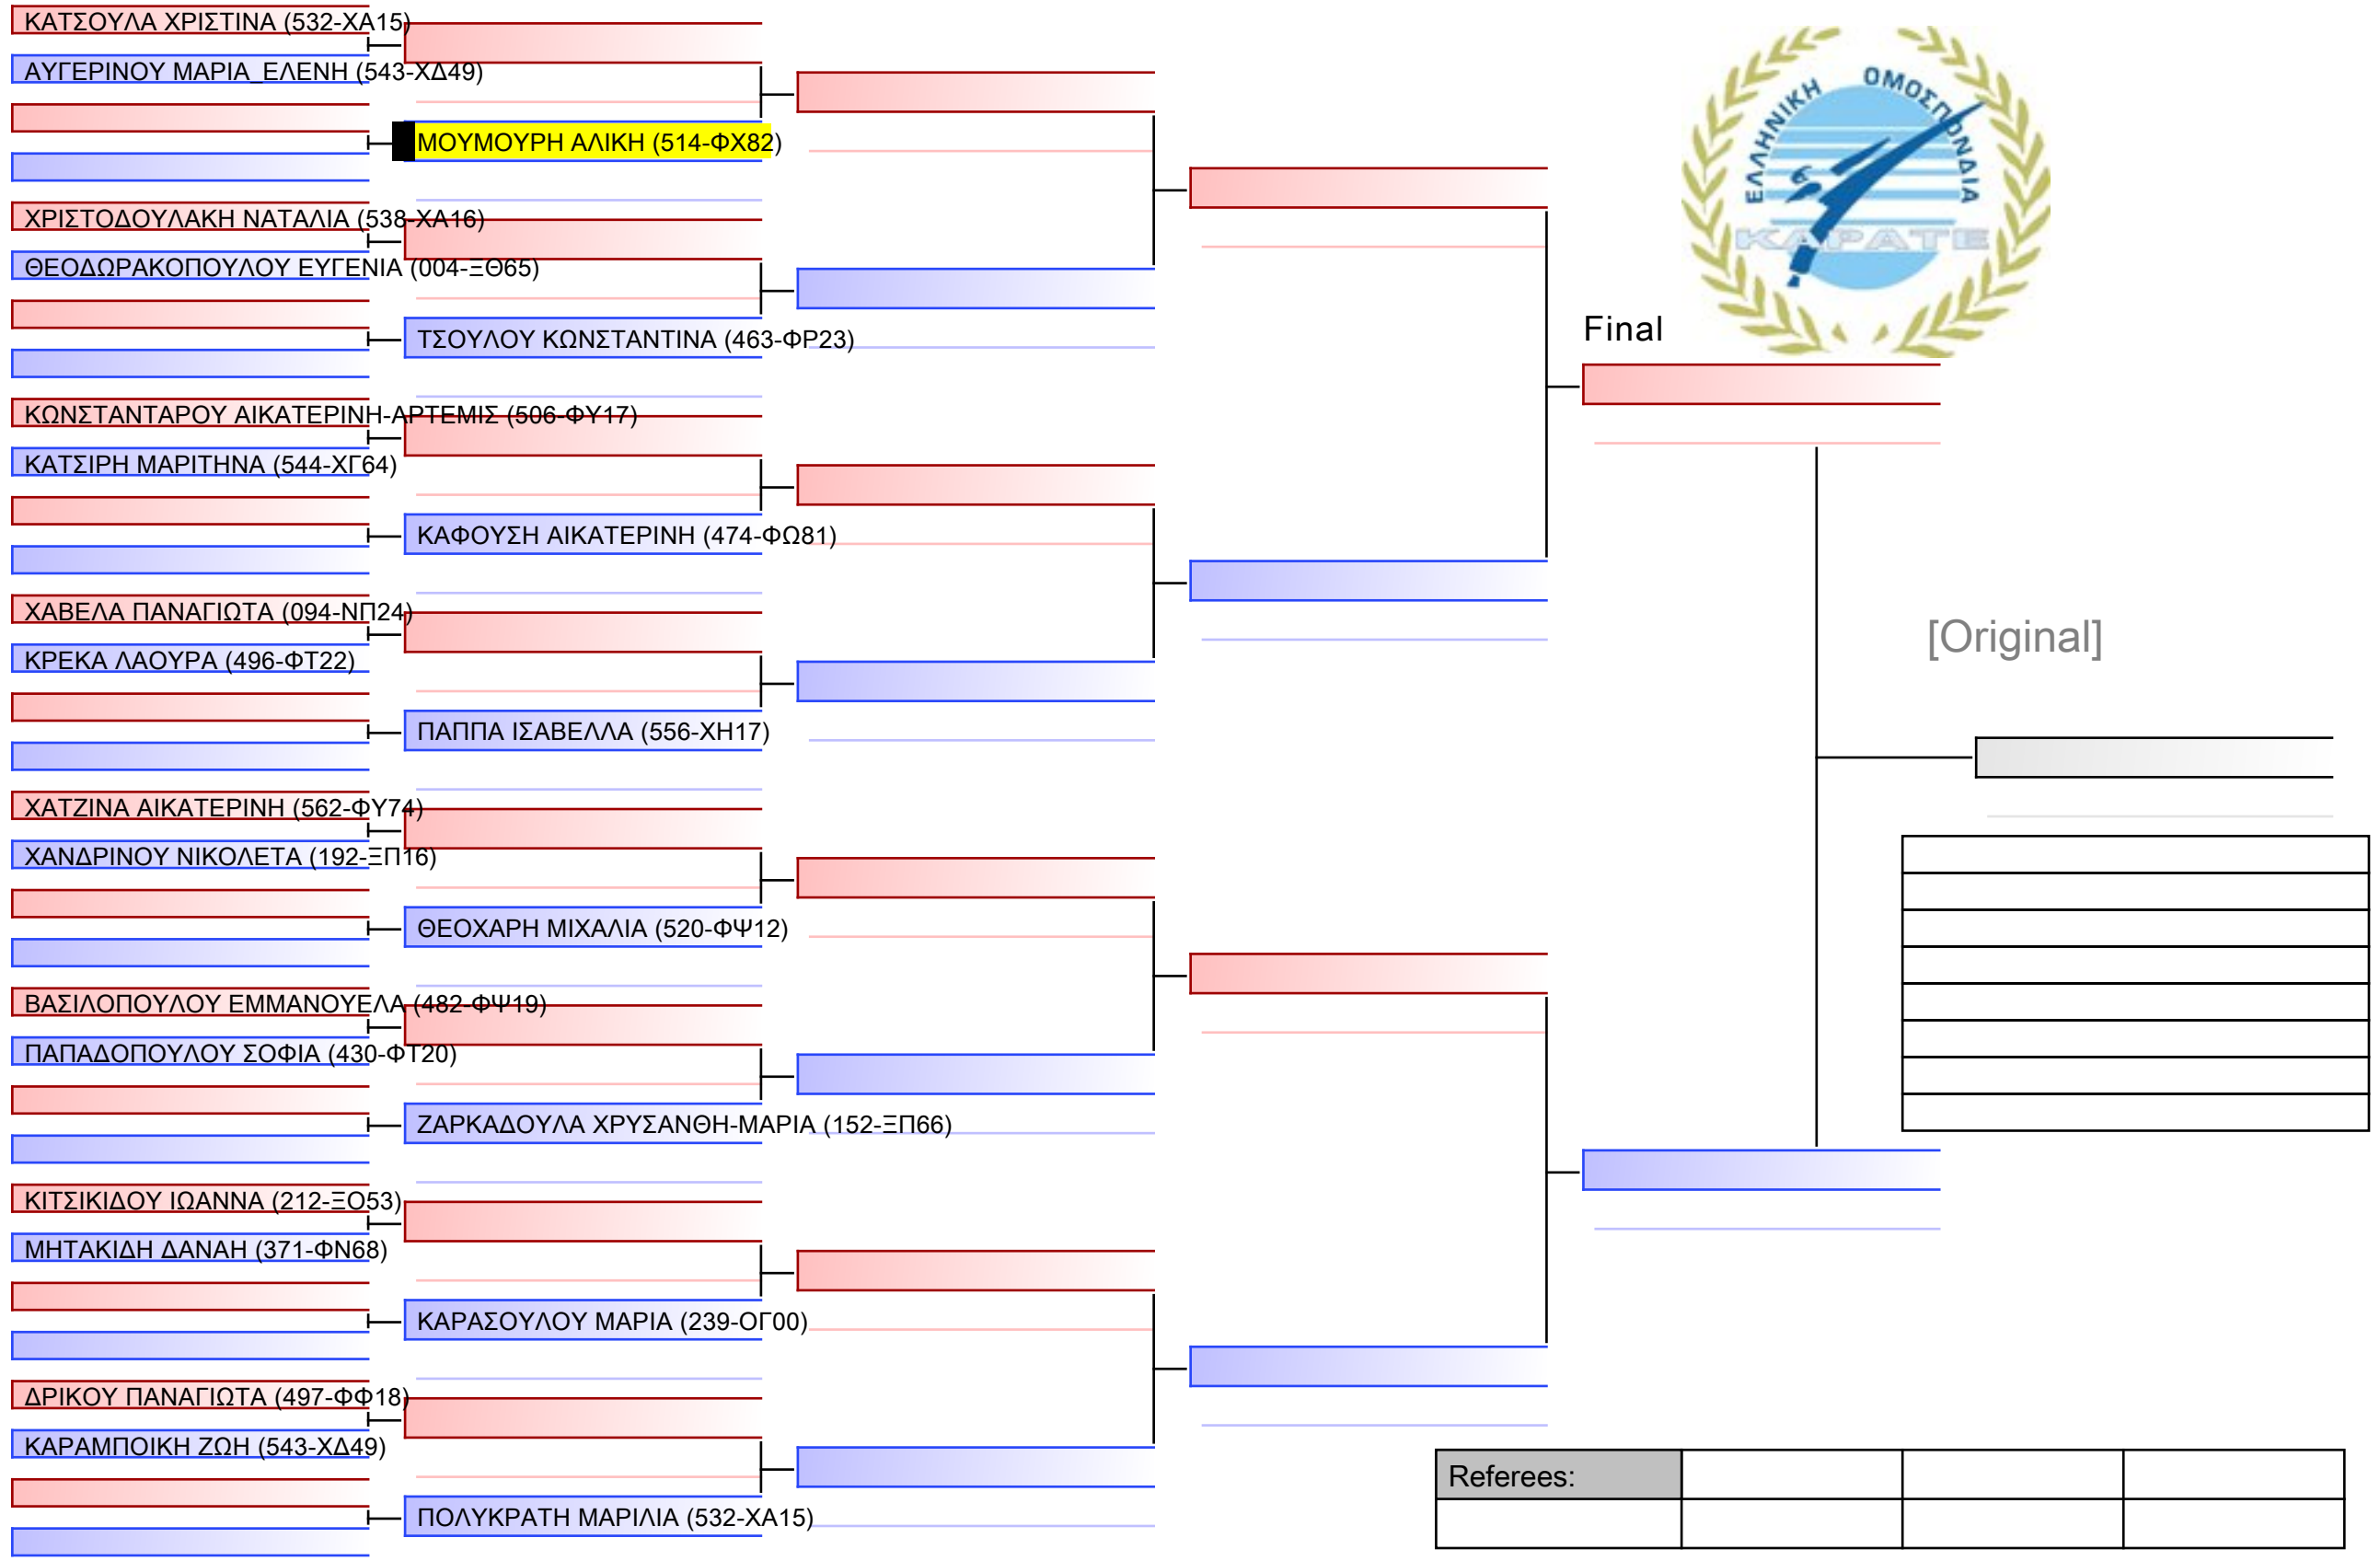 ΚΑΤΣΟΥΛΑ ΧΡΙΣΤΙΝΑ (532-ΧΑ15)
ΑΥΓΕΡΙΝΟΥ ΜΑΡΙΑ_ΕΛΕΝΗ (543-ΧΔ49)
ΜΟΥΜΟΥΡΗ ΑΛΙΚΗ (514-ΦΧ82)
ΧΡΙΣΤΟΔΟΥΛΑΚΗ ΝΑΤΑΛΙΑ (538-ΧΑ16)
ΘΕΟΔΩΡΑΚΟΠΟΥΛΟΥ ΕΥΓΕΝΙΑ (004-ΞΘ65)
ΤΣΟΥΛΟΥ ΚΩΝΣΤΑΝΤΙΝΑ (463-ΦΡ23)
ΚΩΝΣΤΑΝΤΑΡΟΥ ΑΙΚΑΤΕΡΙΝΗ-ΑΡΤΕΜΙΣ (506-ΦΥ17)
ΚΑΤΣΙΡΗ ΜΑΡΙΤΗΝΑ (544-ΧΓ64)
ΚΑΦΟΥΣΗ ΑΙΚΑΤΕΡΙΝΗ (474-ΦΩ81)
ΧΑΒΕΛΑ ΠΑΝΑΓΙΩΤΑ (094-ΝΠ24)
ΚΡΕΚΑ ΛΑΟΥΡΑ (496-ΦΤ22)
ΠΑΠΠΑ ΙΣΑΒΕΛΛΑ (556-ΧΗ17)
ΧΑΤΖΙΝΑ ΑΙΚΑΤΕΡΙΝΗ (562-ΦΥ74)
ΧΑΝΔΡΙΝΟΥ ΝΙΚΟΛΕΤΑ (192-ΞΠ16)
ΘΕΟΧΑΡΗ ΜΙΧΑΛΙΑ (520-ΦΨ12)
ΒΑΣΙΛΟΠΟΥΛΟΥ ΕΜΜΑΝΟΥΕΛΑ (482-ΦΨ19)
ΠΑΠΑΔΟΠΟΥΛΟΥ ΣΟΦΙΑ (430-ΦΤ20)
ΖΑΡΚΑΔΟΥΛΑ ΧΡΥΣΑΝΘΗ-ΜΑΡΙΑ (152-ΞΠ66)
ΚΙΤΣΙΚΙΔΟΥ ΙΩΑΝΝΑ (212-ΞΟ53)
ΜΗΤΑΚΙΔΗ ΔΑΝΑΗ (371-ΦΝ68)
ΚΑΡΑΣΟΥΛΟΥ ΜΑΡΙΑ (239-ΟΓ00)
ΔΡΙΚΟΥ ΠΑΝΑΓΙΩΤΑ (497-ΦΦ18)
ΚΑΡΑΜΠΟΙΚΗ ΖΩΗ (543-ΧΔ49)
ΠΟΛΥΚΡΑΤΗ ΜΑΡΙΛΙΑ (532-ΧΑ15)
ΕΛΛΗΝΙΚΗ ΟΜΟΣΠΟΝΔΙΑ
ΚΑΡΑΤΕ
Final
[Original]
Referees: